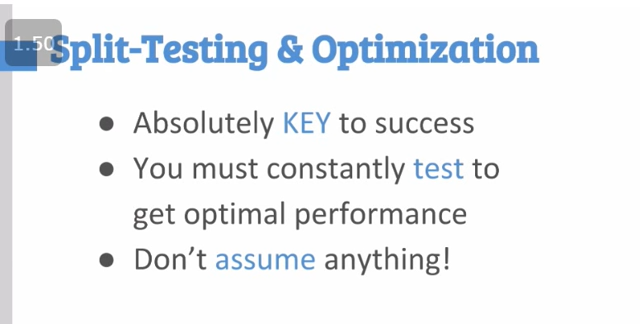 1.50
Split-Testing & Optimization
● Absolutely KEY to success
● You must constantly test to
get optimal performance
● Don’t assume anything!